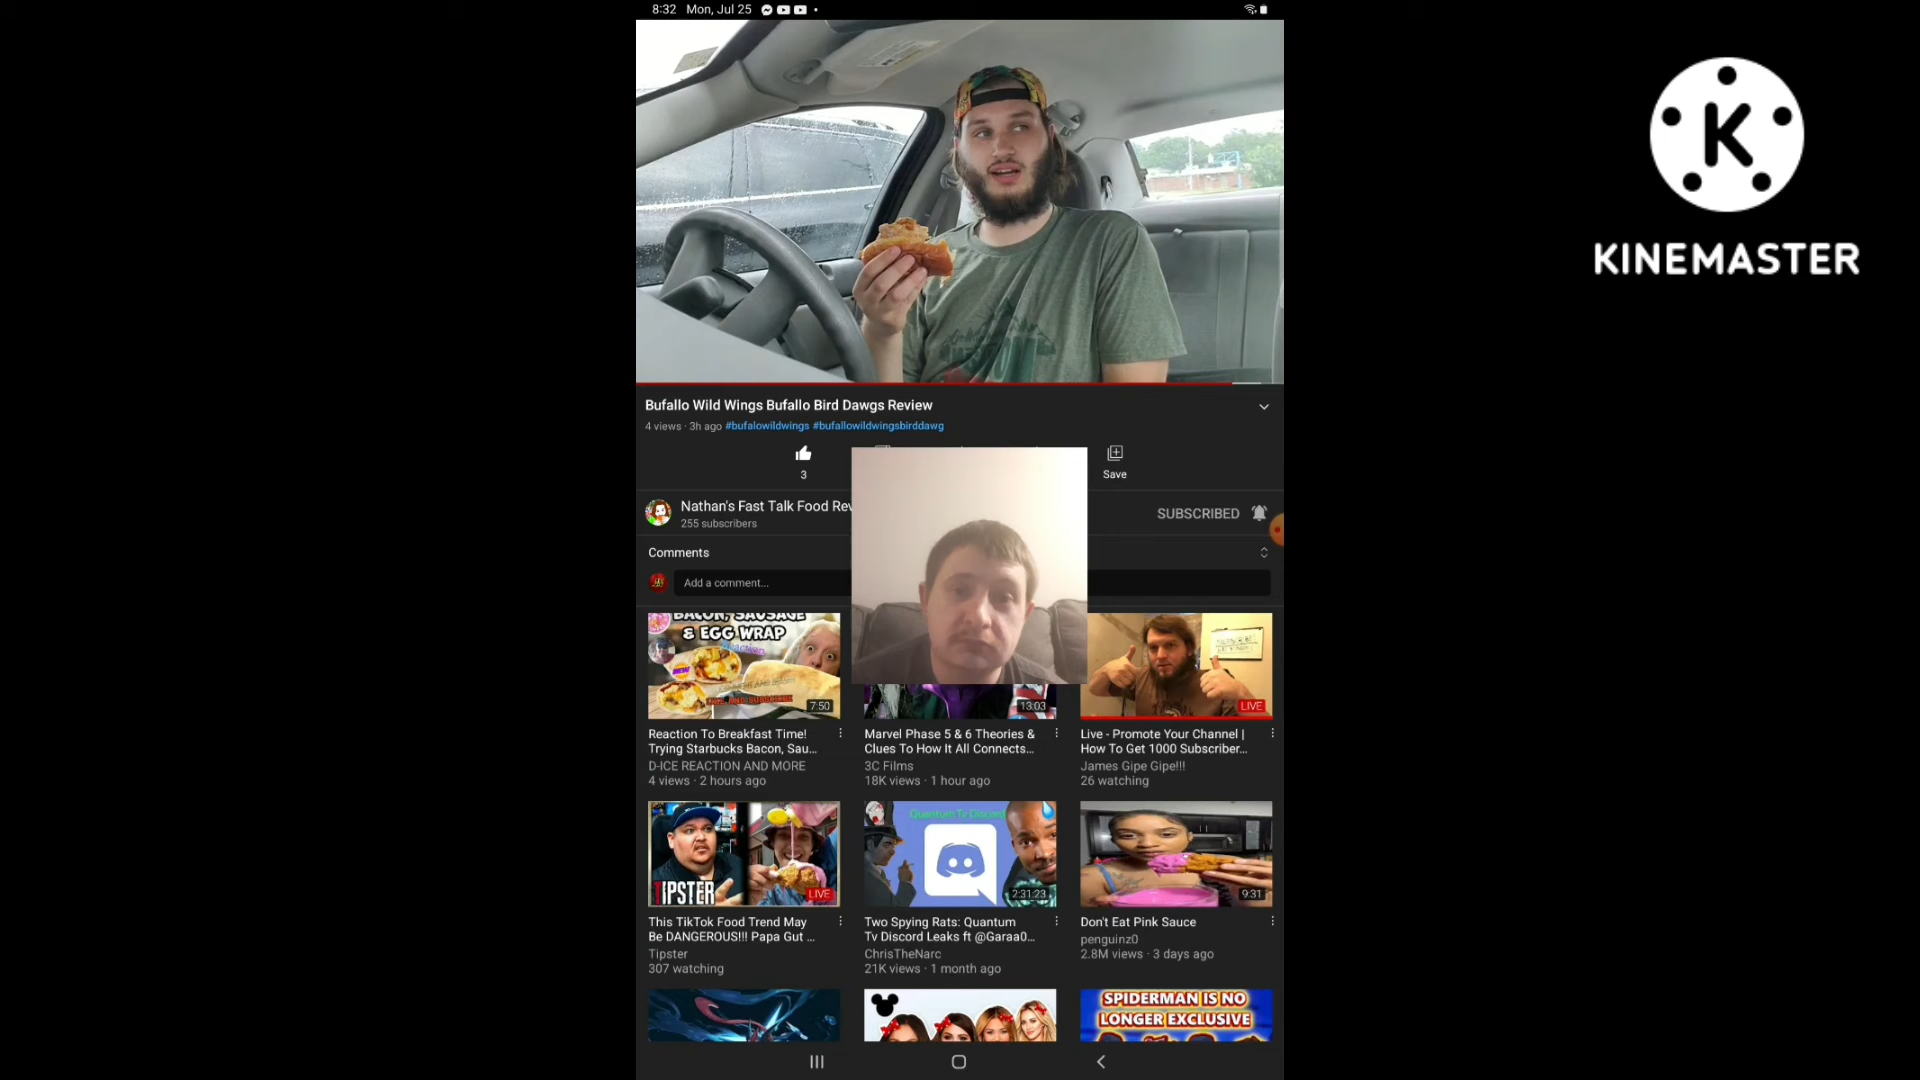 8:32 Mon, Jul 25
K
KINEMASTER
Bufallo Wild Wings Bufallo Bird Dawgs Review
4 views · 3h ago #bufalowildwings #bufallowildwingsbirddawg
3
Save
Nathan's Fast Talk Food Rev
255 subscribers
SUBSCRIBED
Comments
Add a comment...
BACON, SAUSAGE
& EGG WRAP
Reaction
7:50
13:03
LIVE
Reaction To Breakfast Time!
Trying Starbucks Bacon, Sau...
D-ICE REACTION AND MORE
4 views · 2 hours ago
Marvel Phase 5 & 6 Theories &
Clues To How It All Connects...
3C Films
18K views · 1 hour ago
Live - Promote Your Channel |
How To Get 1000 Subscriber...
James Gipe Gipe!!!
26 watching
TIPSTER
LIVE
Quantum Tv Discord
2:31:23
9:31
This TikTok Food Trend May
Be DANGEROUS!!! Papa Gut ...
Tipster
307 watching
Two Spying Rats: Quantum
Tv Discord Leaks ft @Garaa0...
ChrisTheNarc
21K views · 1 month ago
Don't Eat Pink Sauce
penguinz0
2.8M views · 3 days ago
SPIDERMAN IS NO
LONGER EXCLUSIVE